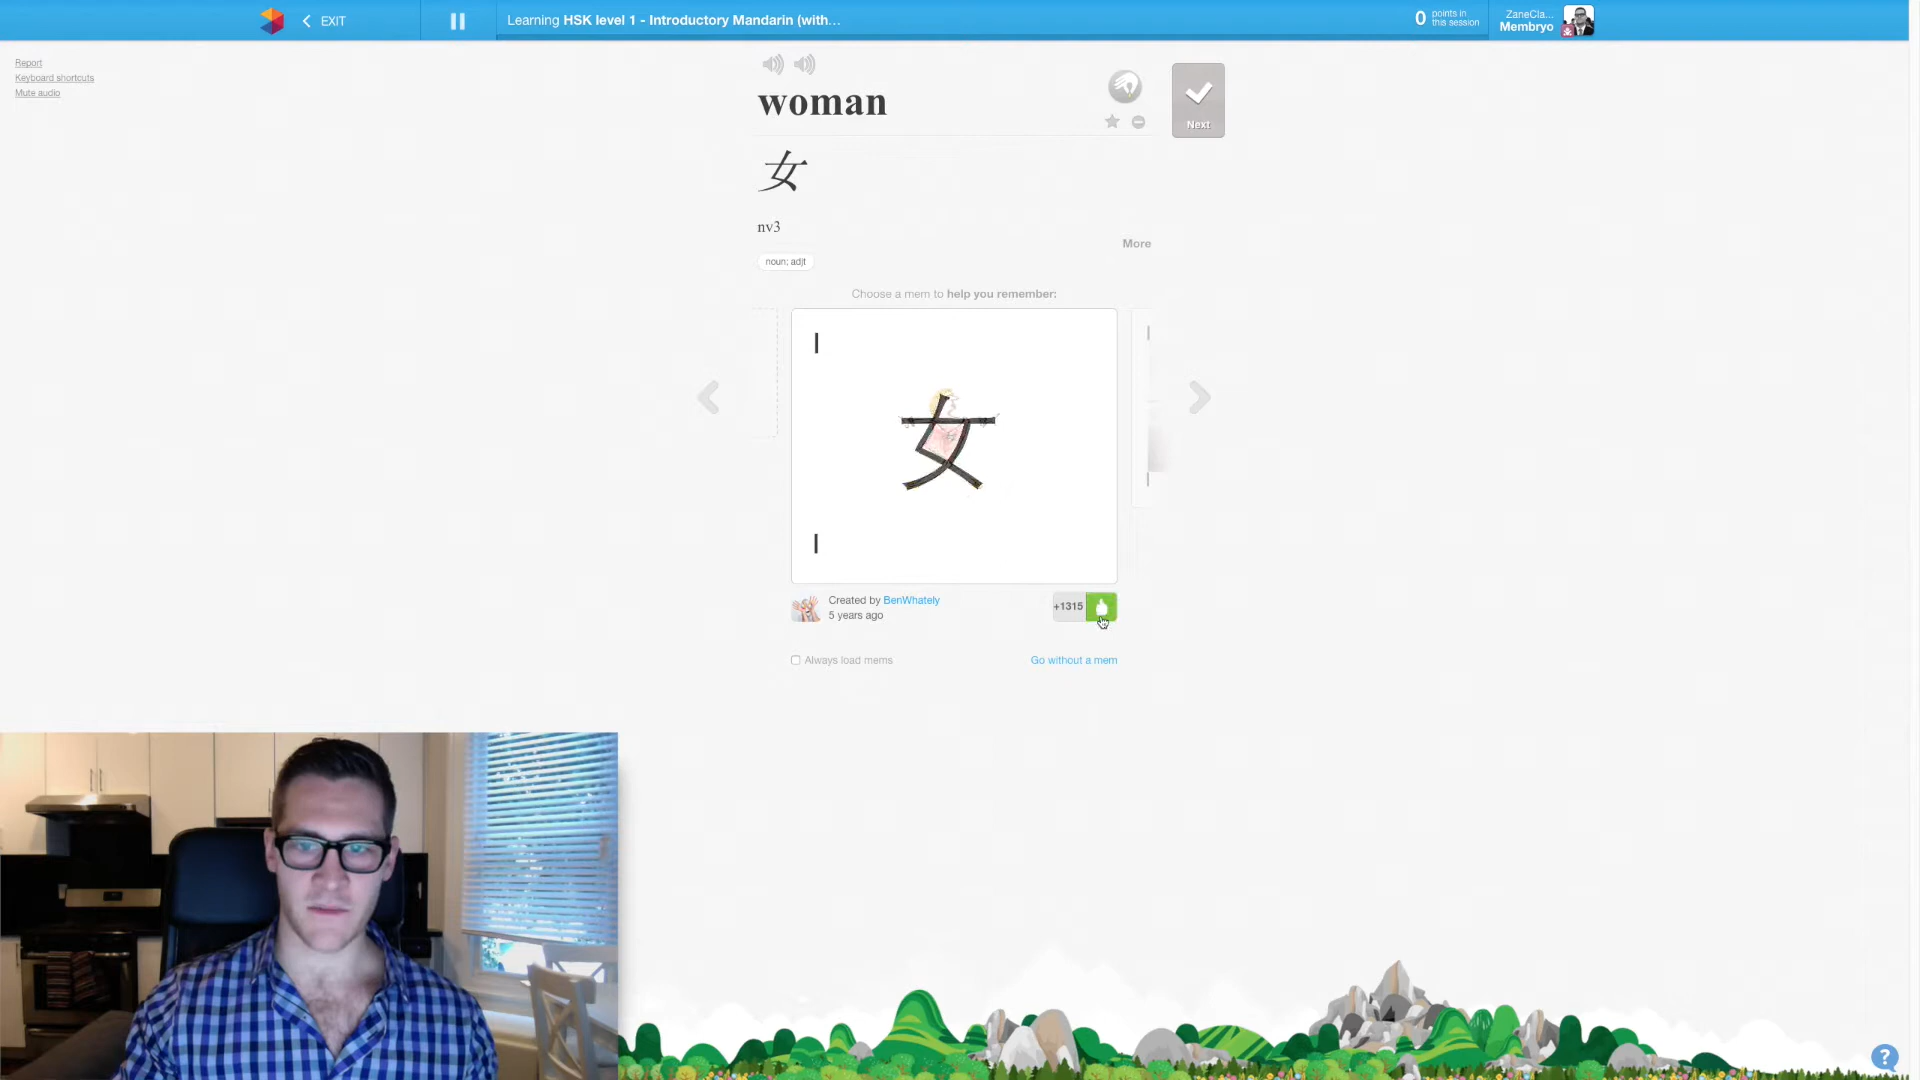 EXIT
Learning HSK level 1 - Introductory Mandarin (with...
0 points in this session
ZaneCla...
Membryo
Report
Keyboard shortcuts
Mute audio
woman
Next
女
nv3
More
noun; adjt
Choose a mem to help you remember:
女
Created by BenWhately
5 years ago
+1315
Always load mems
Go without a mem
?